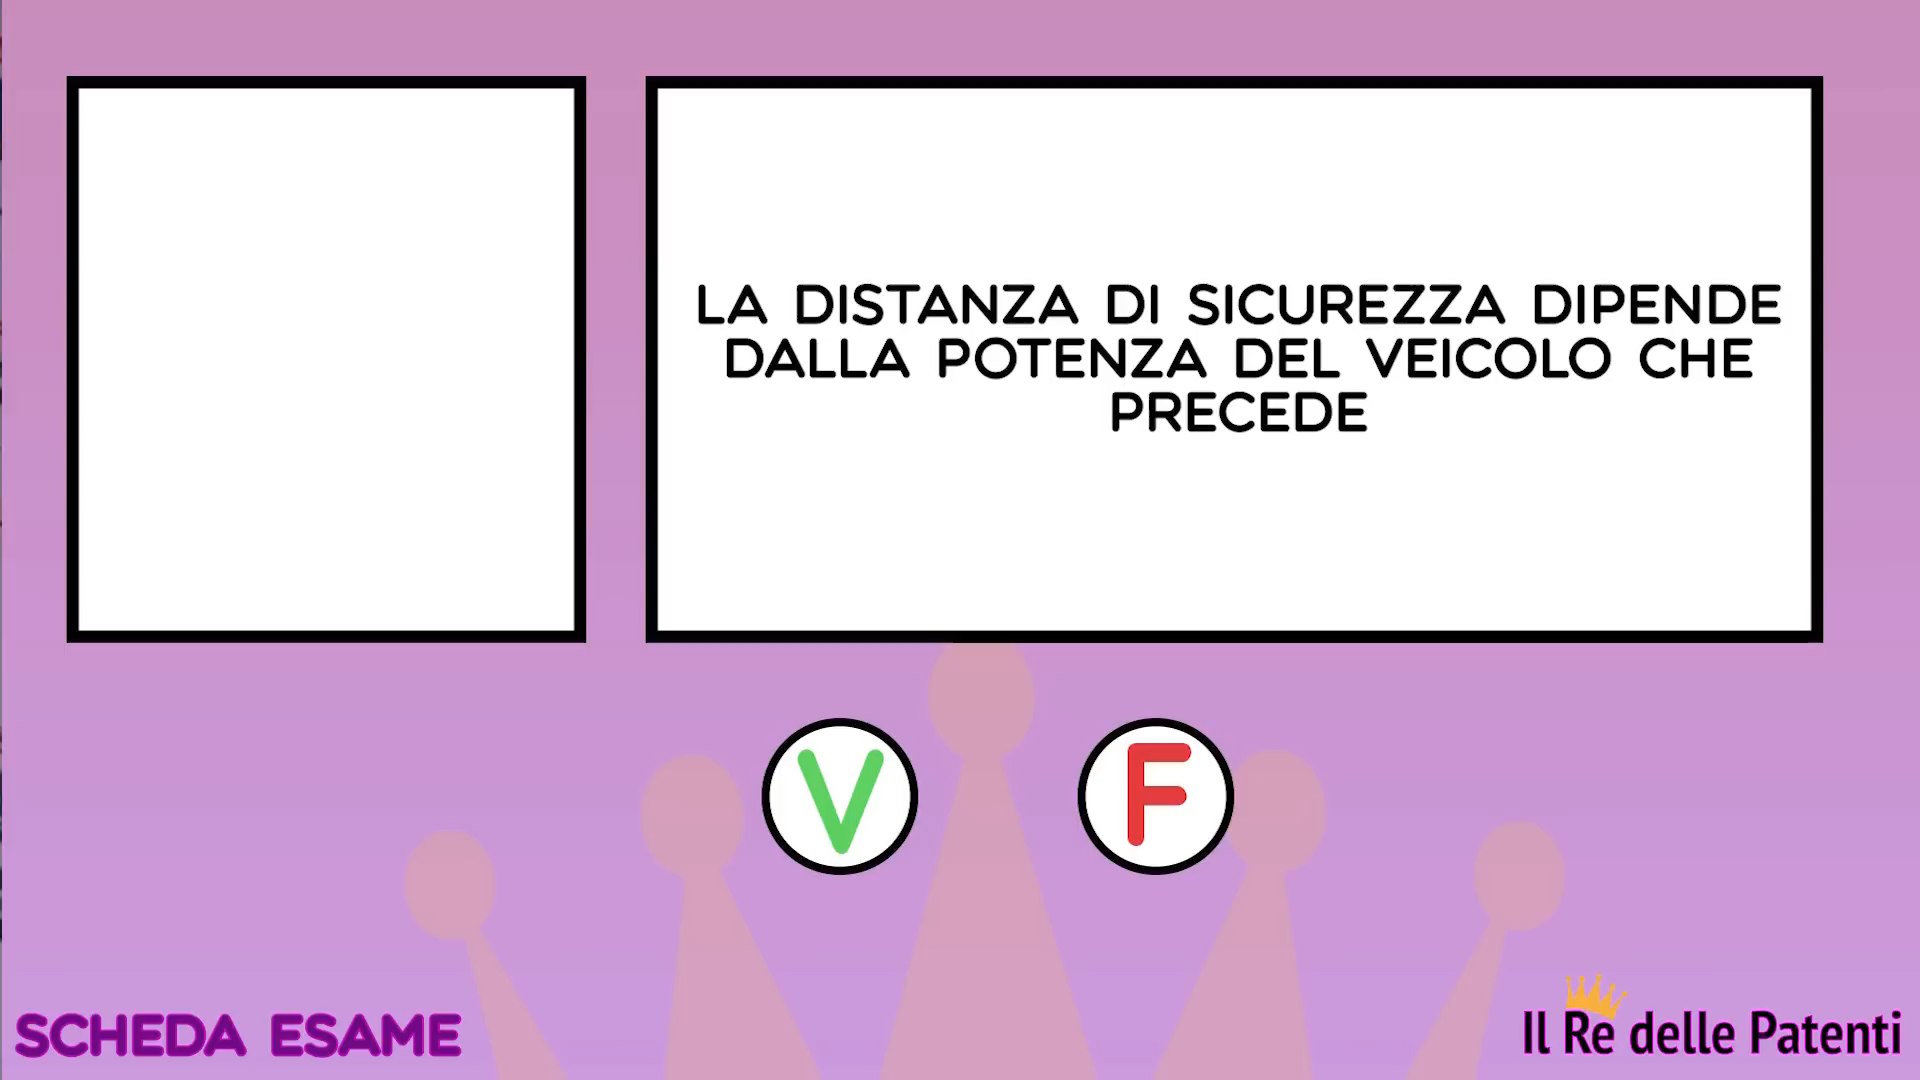 LA DISTANZA DI SICUREZZA DIPENDE
DALLA POTENZA DEL VEICOLO CHE
PRECEDE
V
F
SCHEDA ESAME
Il Re delle Patenti